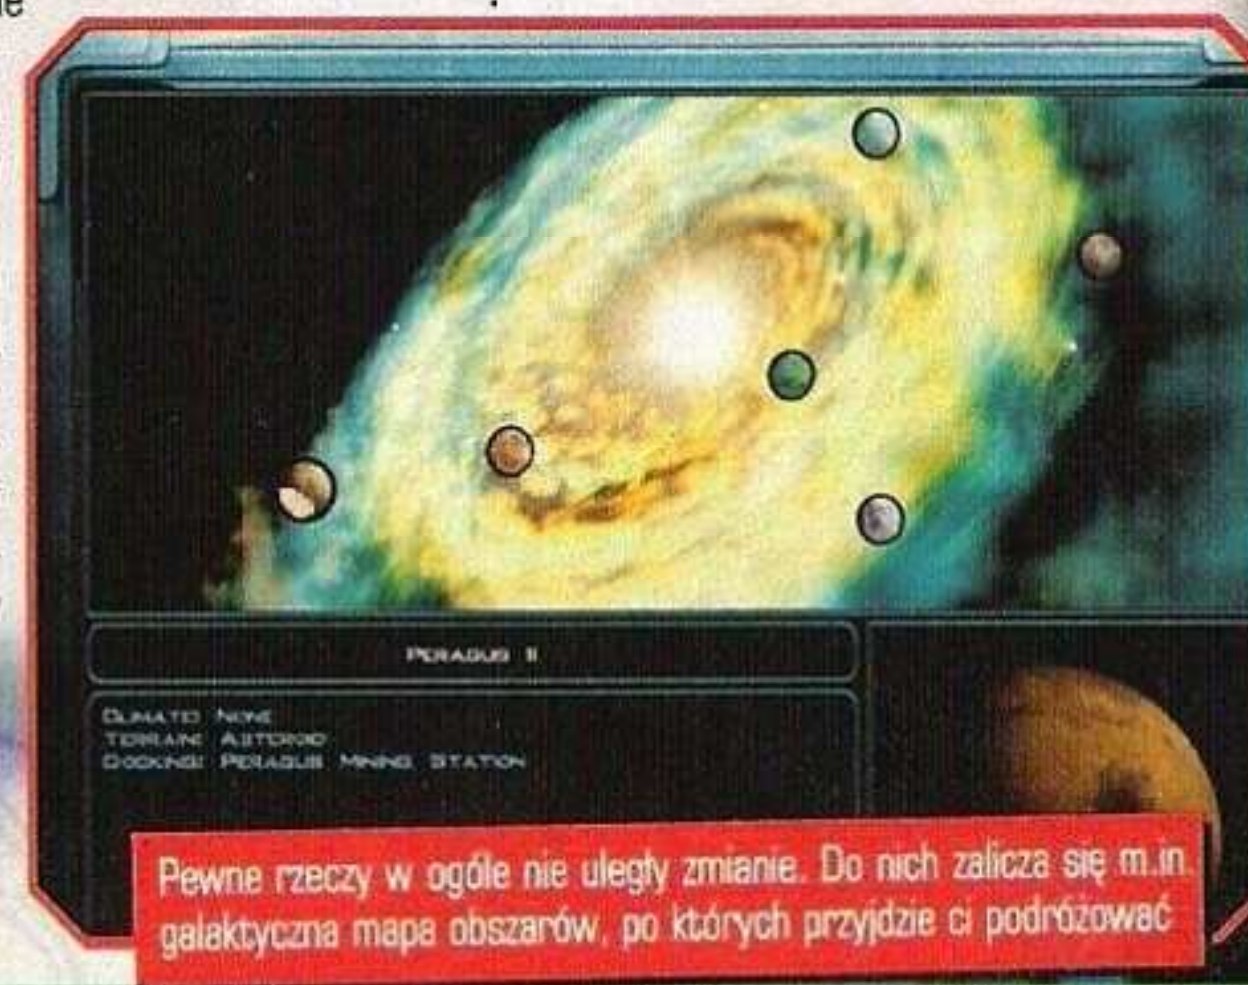 PERAGUS II
CLIMATE: NONE
TERRAIN: ASTEROID
DOCKING: PERAGUS MINING STATION
Pewne rzeczy w ogóle nie uległy zmianie. Do nich zalicza się m.in.
galaktyczna mapa obszarów, po których przyjdzie ci podróżować